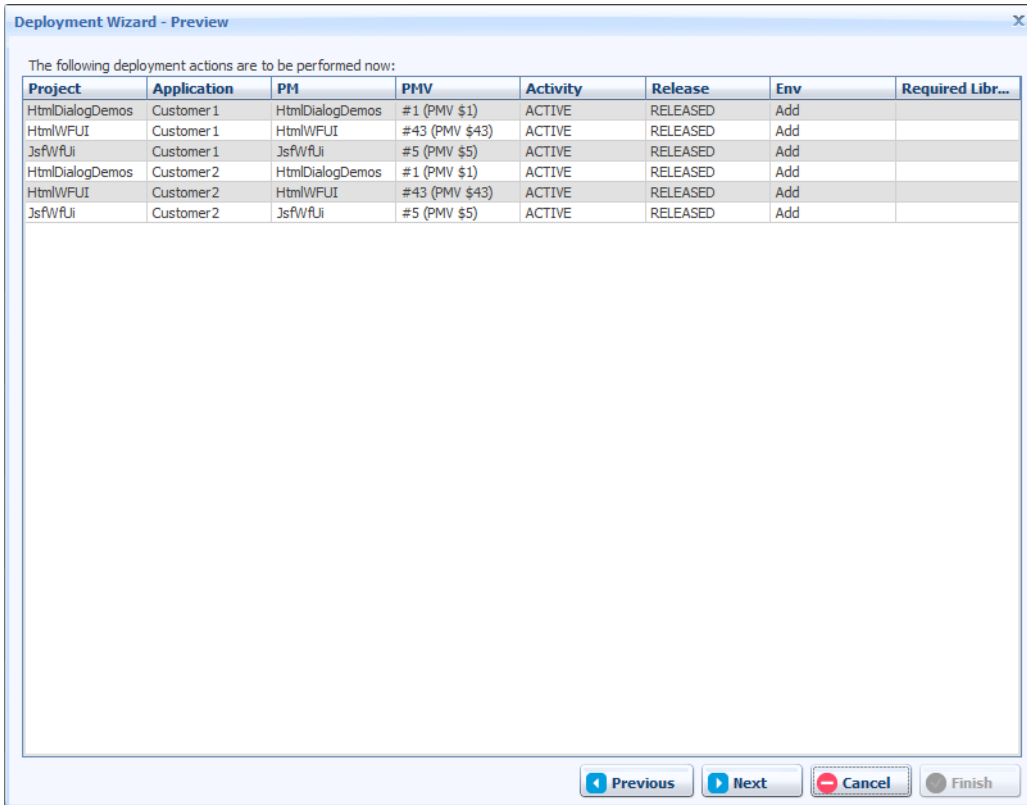 Deployment Wizard - Preview
x
The following deployment actions are to be performed now:
Project Application PM PMV Activity Release Env Required Libr...
HtmlDialogDemos Customer1 HtmlDialogDemos #1 (PMV $1) ACTIVE RELEASED Add
HtmlWFUI Customer1 HtmlWFUI #43 (PMV $43) ACTIVE RELEASED Add
JsfWfUi Customer1 JsfWfUi #5 (PMV $5) ACTIVE RELEASED Add
HtmlDialogDemos Customer2 HtmlDialogDemos #1 (PMV $1) ACTIVE RELEASED Add
HtmlWFUI Customer2 HtmlWFUI #43 (PMV $43) ACTIVE RELEASED Add
JsfWfUi Customer2 JsfWfUi #5 (PMV $5) ACTIVE RELEASED Add
Previous Next Cancel Finish